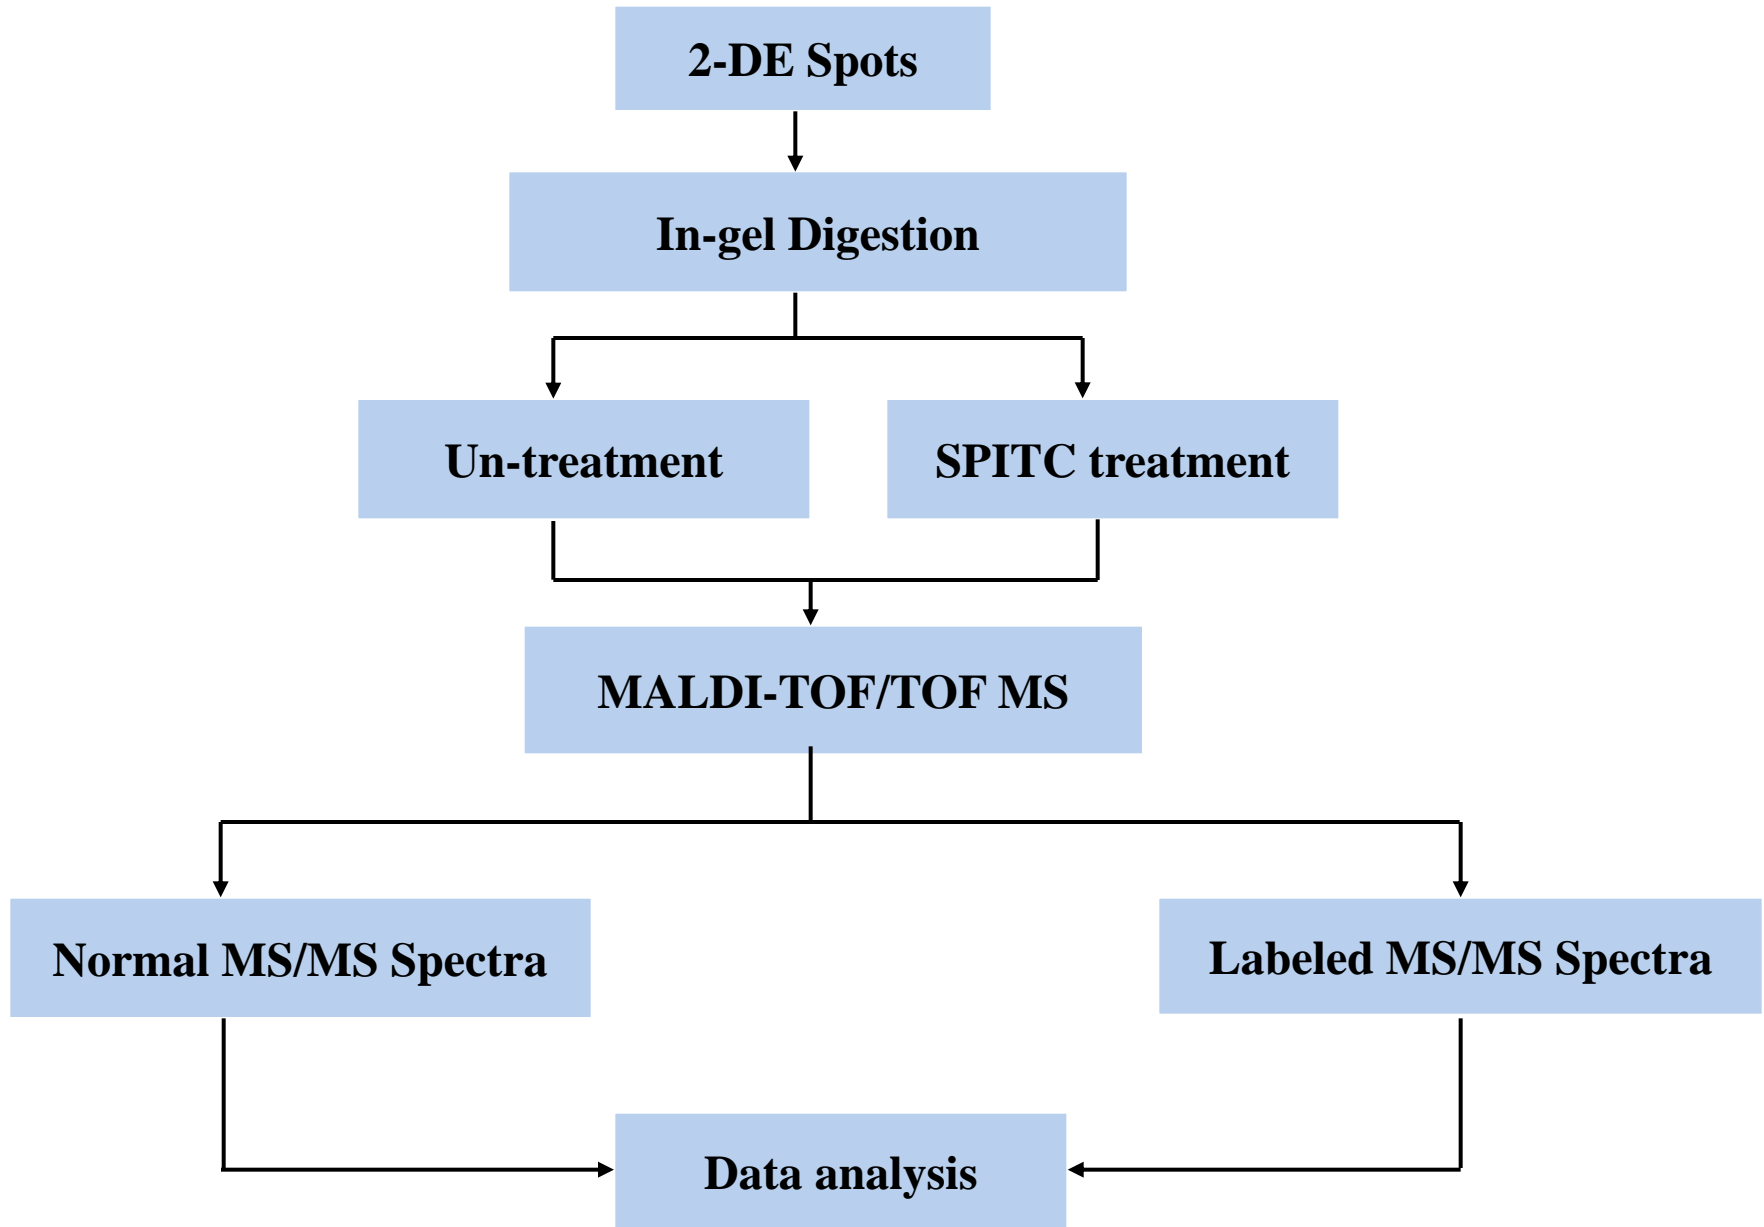 2-DE Spots
In-gel Digestion
Un-treatment
SPITC treatment
MALDI-TOF/TOF MS
Normal MS/MS Spectra
Labeled MS/MS Spectra
Data analysis